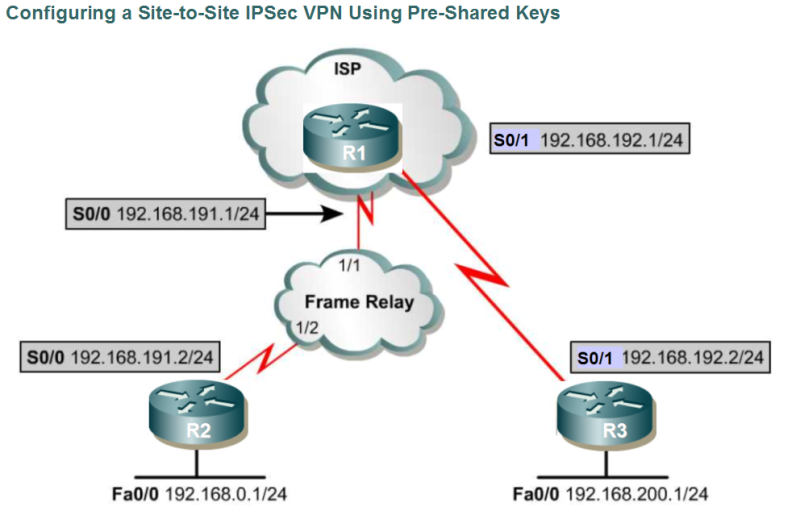 Configuring a Site-to-Site IPSec VPN Using Pre-Shared Keys
ISP
R1
S0/1 192.168.192.1/24
S0/0 192.168.191.1/24
1/1
Frame Relay
1/2
S0/0 192.168.191.2/24
S0/1 192.168.192.2/24
R2
R3
Fa0/0 192.168.0.1/24
Fa0/0 192.168.200.1/24